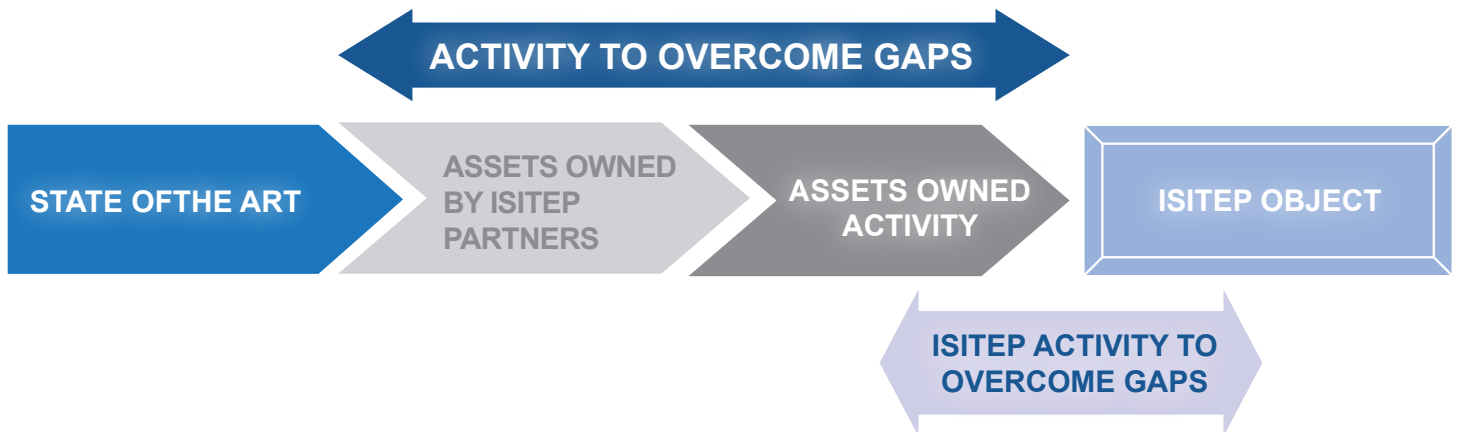 ACTIVITY TO OVERCOME GAPS
STATE OFTHE ART
ASSETS OWNED
BY ISITEP
PARTNERS
ASSETS OWNED
ACTIVITY
ISITEP OBJECT
ISITEP ACTIVITY TO
OVERCOME GAPS